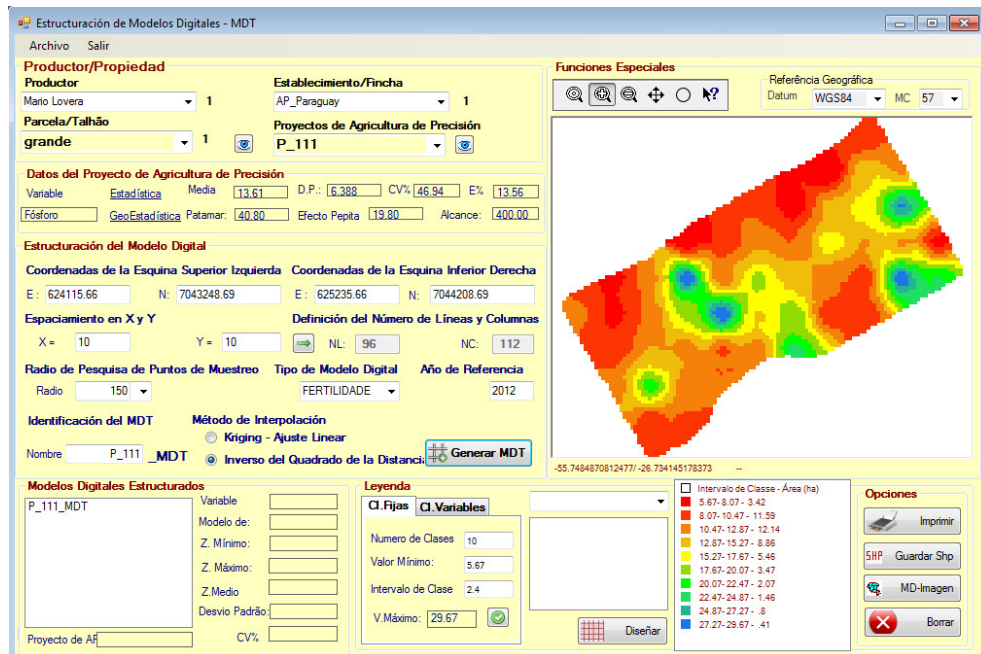 Estructuración de Modelos Digitales - MDT
Archivo Salir
Productor/Propiedad
Productor
Establecimiento/Fincha
Mario Lovera 1
AP_Paraguay 1
Parcela/Talhão
Proyectos de Agricultura de Precisión
grande 1
P_111
Funciones Especiales
Referência Geográfica
Datum WGS84 MC 57
Datos del Proyecto de Agricultura de Precisión
Variable Estadística Media 13.61 D.P.: 6.388 CV% 46.94 E% 13.56
Fósforo GeoEstadística Patamar: 40.80 Efecto Pepita 19.80 Alcance: 400.00
Estructuración del Modelo Digital
Coordenadas de la Esquina Superior Izquierda Coordenadas de la Esquina Inferior Derecha
E : 624115.66 N: 7043248.69 E : 625235.66 N: 7044208.69
Espaciamiento en X y Y Definición del Número de Líneas y Columnas
X = 10 Y = 10 NL: 96 NC: 112
Radio de Pesquisa de Puntos de Muestreo Tipo de Modelo Digital Año de Referencia
Radio 150 FERTILIDADE 2012
Identificación del MDT Método de Interpolación
Kriging - Ajuste Linear
Nombre P_111 _MDT Inverso del Quadrado de la Distanci Generar MDT
-55.7484870812477/ -26.734145178373 --
Modelos Digitales Estructurados
P_111_MDT
Variable
Modelo de:
Z. Mínimo:
Z. Máximo:
Z.Medio
Desvio Padrão:
Proyecto de AF CV%
Leyenda
Cl.Fijas Cl.Variables
Numero de Clases 10
Valor Mínimo: 5.67
Intervalo de Clase 2.4
V.Máximo: 29.67
Diseñar
Intervalo de Classe - Área (ha)
5.67- 8.07 - 3.42
8.07- 10.47 - 11.59
10.47- 12.87 - 12.14
12.87- 15.27 - 8.86
15.27- 17.67 - 5.46
17.67- 20.07 - 3.47
20.07- 22.47 - 2.07
22.47- 24.87 - 1.46
24.87- 27.27 - .8
27.27- 29.67 - .41
Opciones
Imprimir
SHP Guardar Shp
MD-Imagen
Borrar